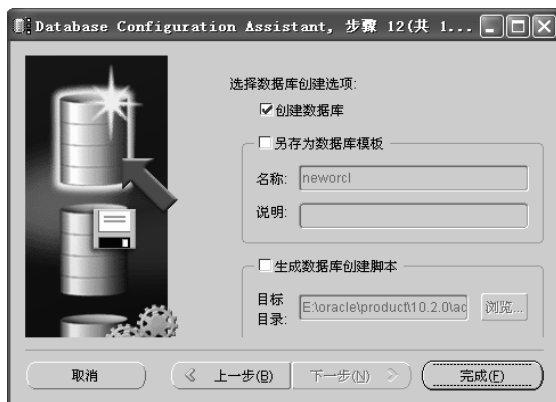 Database Configuration Assistant, 步骤 12(共 1...
选择数据库创建选项:
创建数据库
另存为数据库模板
名称: neworcl
说明:
生成数据库创建脚本
目标
目录: E:\oracle\product\10.2.0\ac 浏览...
取消 上一步(B) 下一步(N) 完成(F)